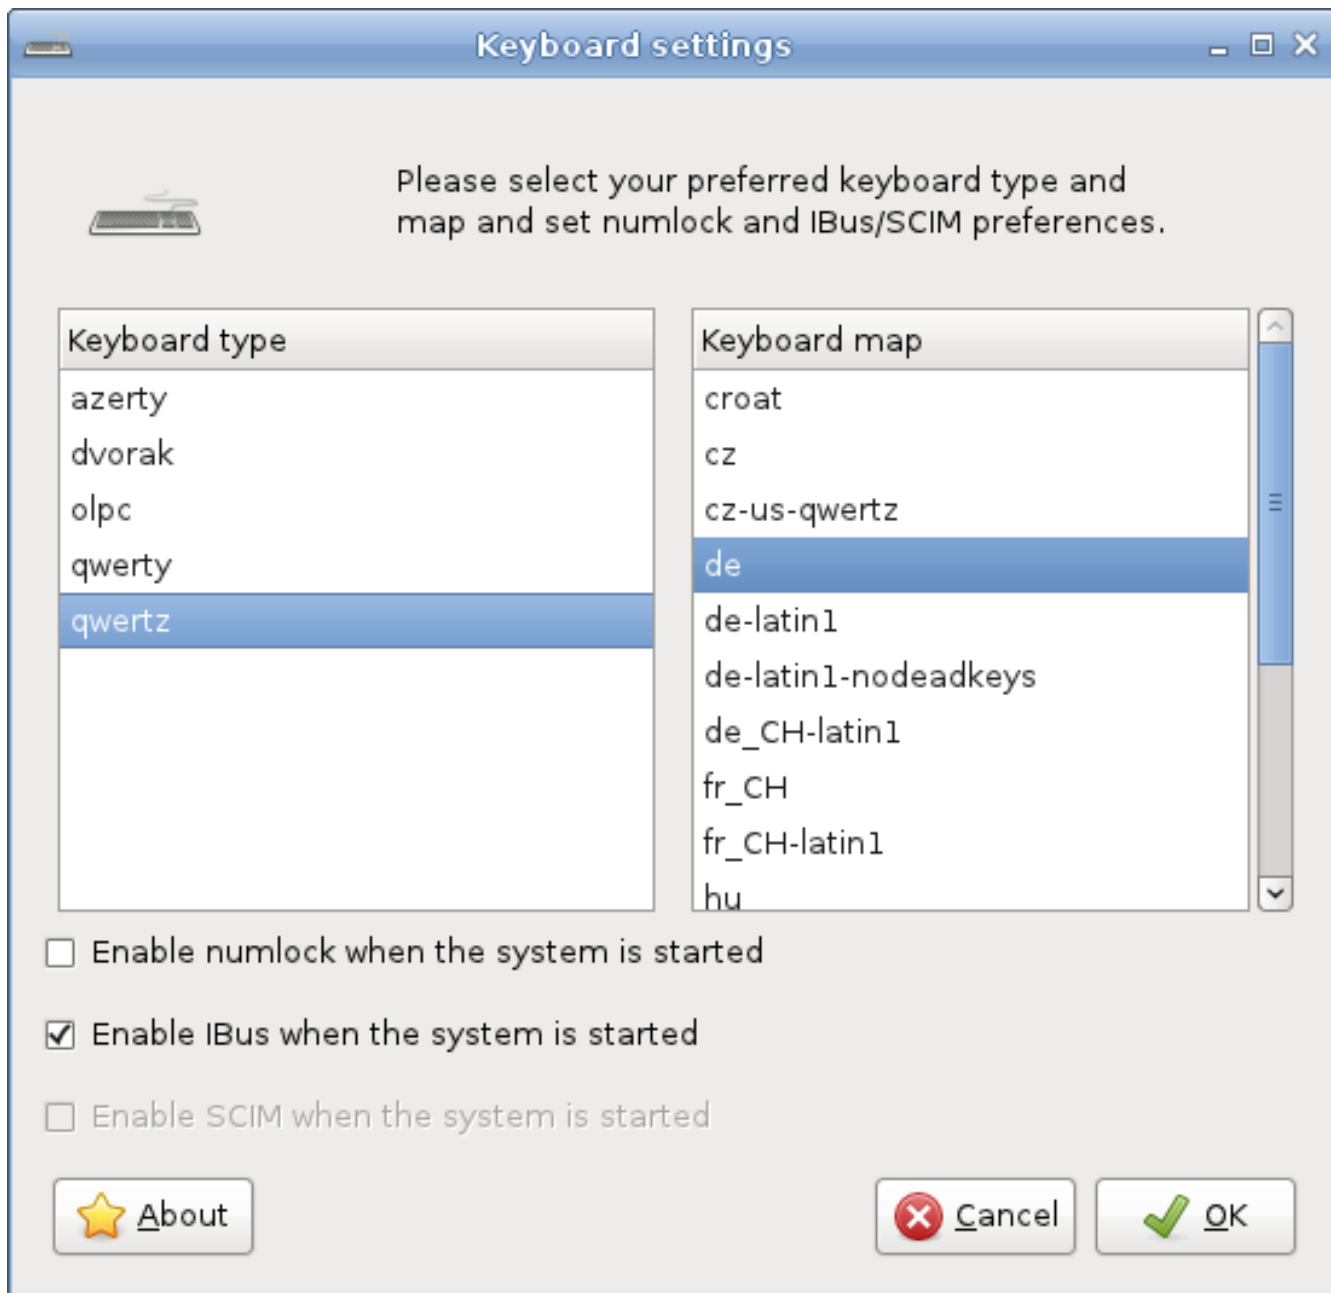 Keyboard settings
Please select your preferred keyboard type and
map and set numlock and IBus/SCIM preferences.
Keyboard type
azerty
dvorak
olpc
qwerty
qwertz
Keyboard map
croat
cz
cz-us-qwertz
de
de-latin1
de-latin1-nodeadkeys
de_CH-latin1
fr_CH
fr_CH-latin1
hu
Enable numlock when the system is started
Enable IBus when the system is started
Enable SCIM when the system is started
About
Cancel
OK